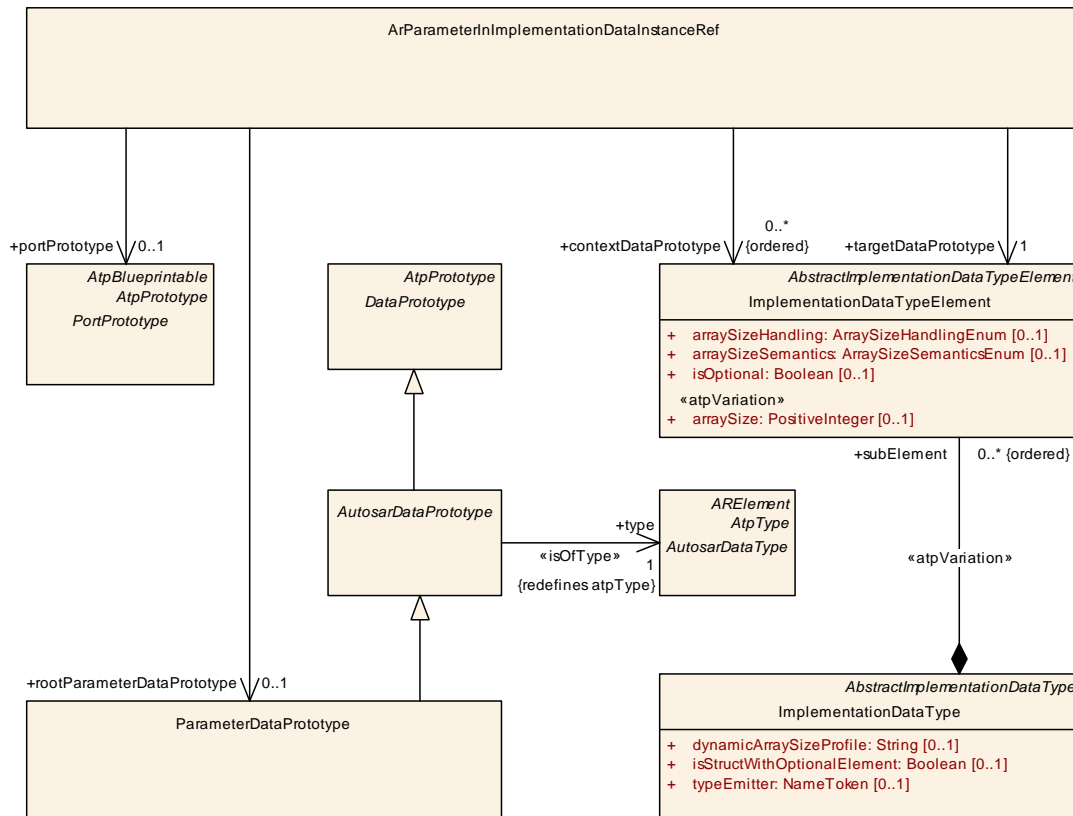 ArParameterInImplementationDataInstanceRef
+portPrototype
0..1
+contextDataPrototype
0..*
{ordered}
+targetDataPrototype
1
AtpBlueprintable
AtpPrototype
PortPrototype
AtpPrototype
DataPrototype
AbstractImplementationDataTypeElement
ImplementationDataTypeElement
+ arraySizeHandling: ArraySizeHandlingEnum [0..1]
+ arraySizeSemantics: ArraySizeSemanticsEnum [0..1]
+ isOptional: Boolean [0..1]
«atpVariation»
+ arraySize: PositiveInteger [0..1]
+subElement
0..* {ordered}
AutosarDataPrototype
+type
«isOfType»
1
{redefines atpType}
ARElement
AtpType
AutosarDataType
«atpVariation»
+rootParameterDataPrototype
0..1
ParameterDataPrototype
AbstractImplementationDataType
ImplementationDataType
+ dynamicArraySizeProfile: String [0..1]
+ isStructWithOptionalElement: Boolean [0..1]
+ typeEmitter: NameToken [0..1]